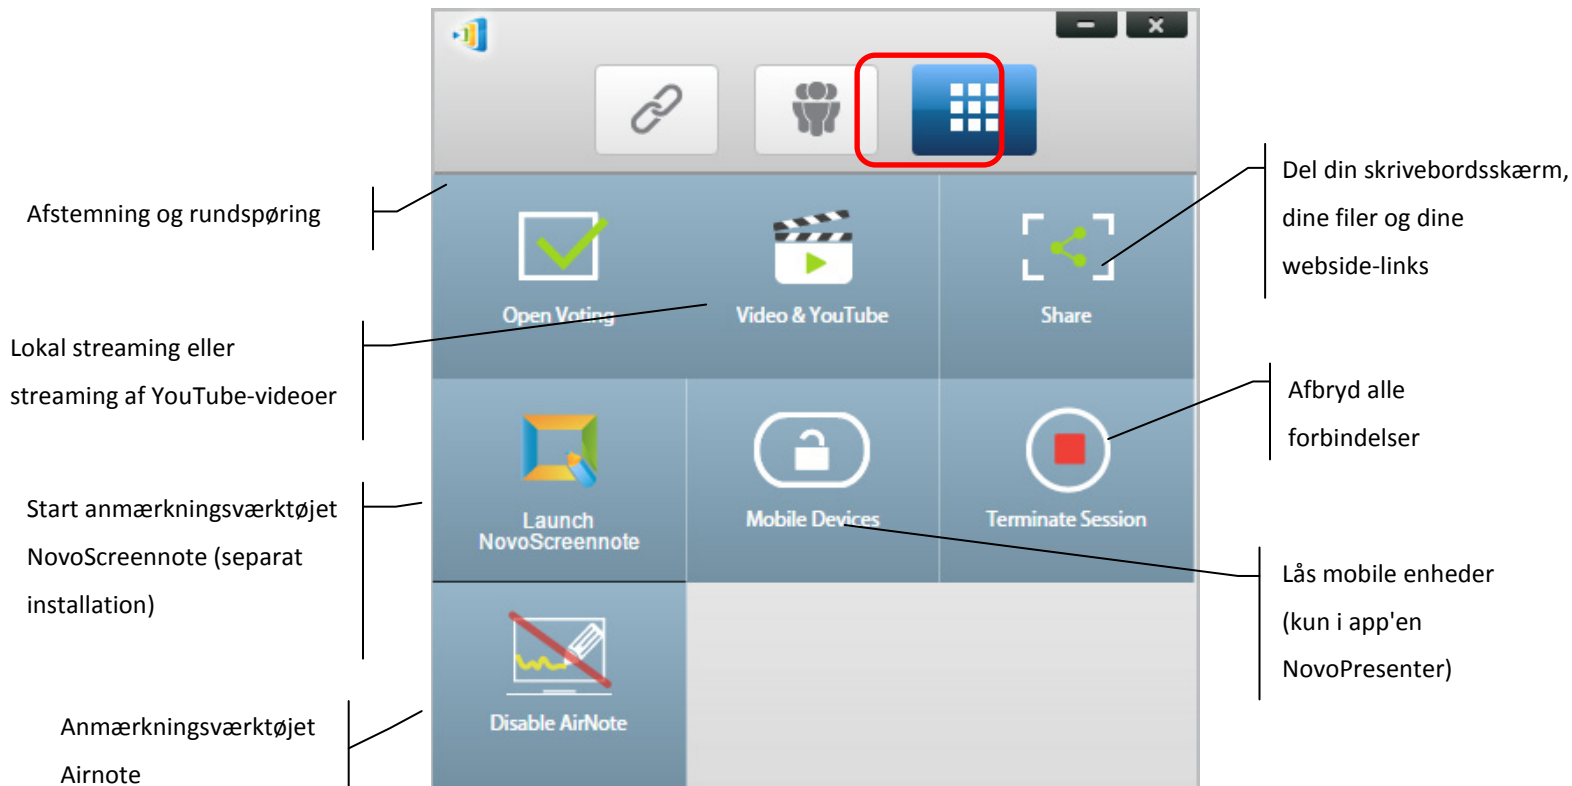 Afstemning og rundspøring
Lokal streaming eller
streaming af YouTube-videoer
Start anmærkningsværktøjet
NovoScreennote (separat
installation)
Anmærkningsværktøjet
Airnote
Open Voting
Video & YouTube
Share
Launch
NovoScreennote
Mobile Devices
Terminate Session
Disable AirNote
Del din skrivebordsskærm,
dine filer og dine
webside-links
Afbryd alle
forbindelser
Lås mobile enheder
(kun i app'en
NovoPresenter)